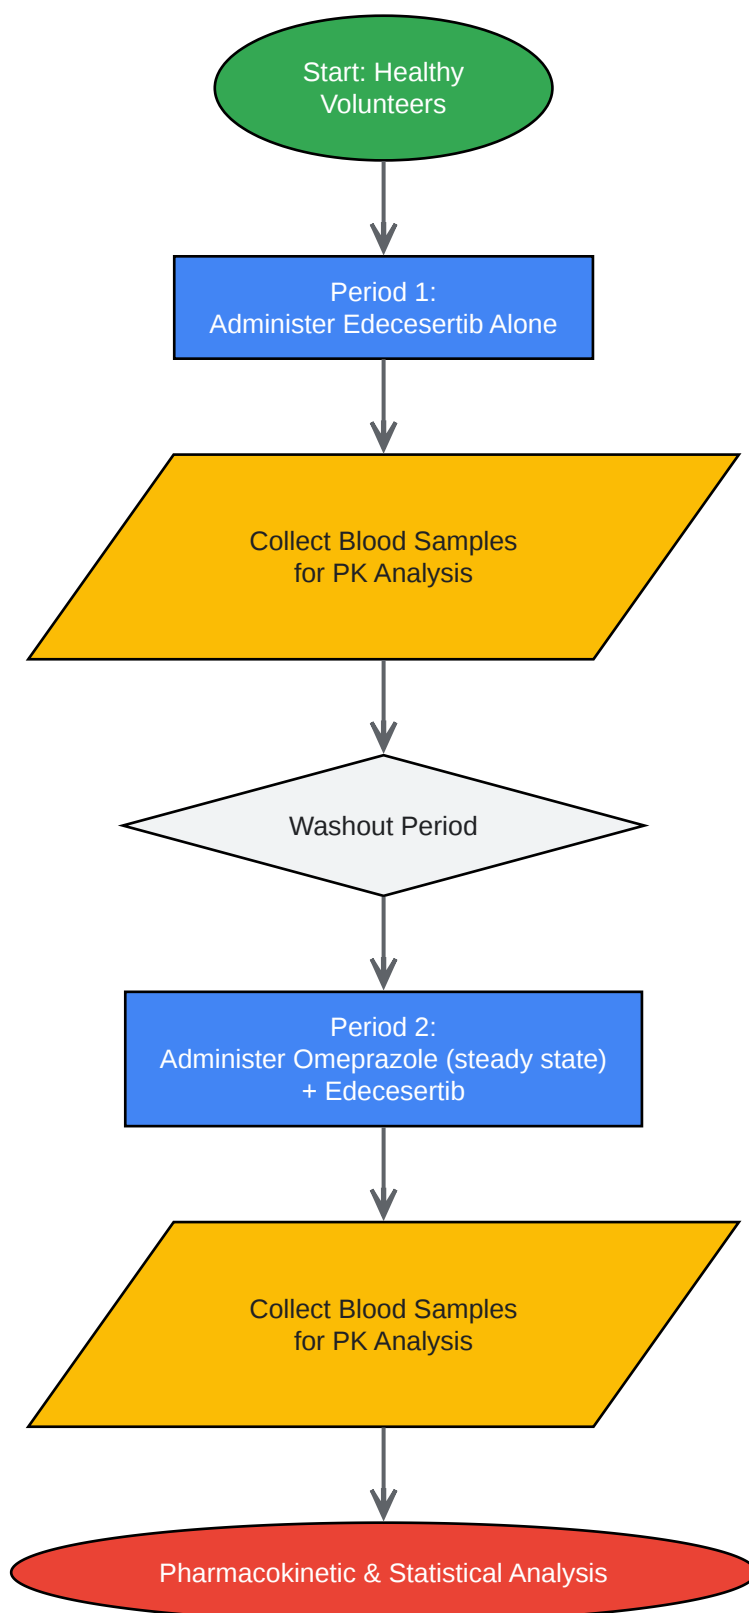 Start: Healthy
Volunteers
Period 1:
Administer Edecesertib Alone
Collect Blood Samples
for PK Analysis
Washout Period
Period 2:
Administer Omeprazole (steady state)
+ Edecesertib
Collect Blood Samples
for PK Analysis
Pharmacokinetic & Statistical Analysis